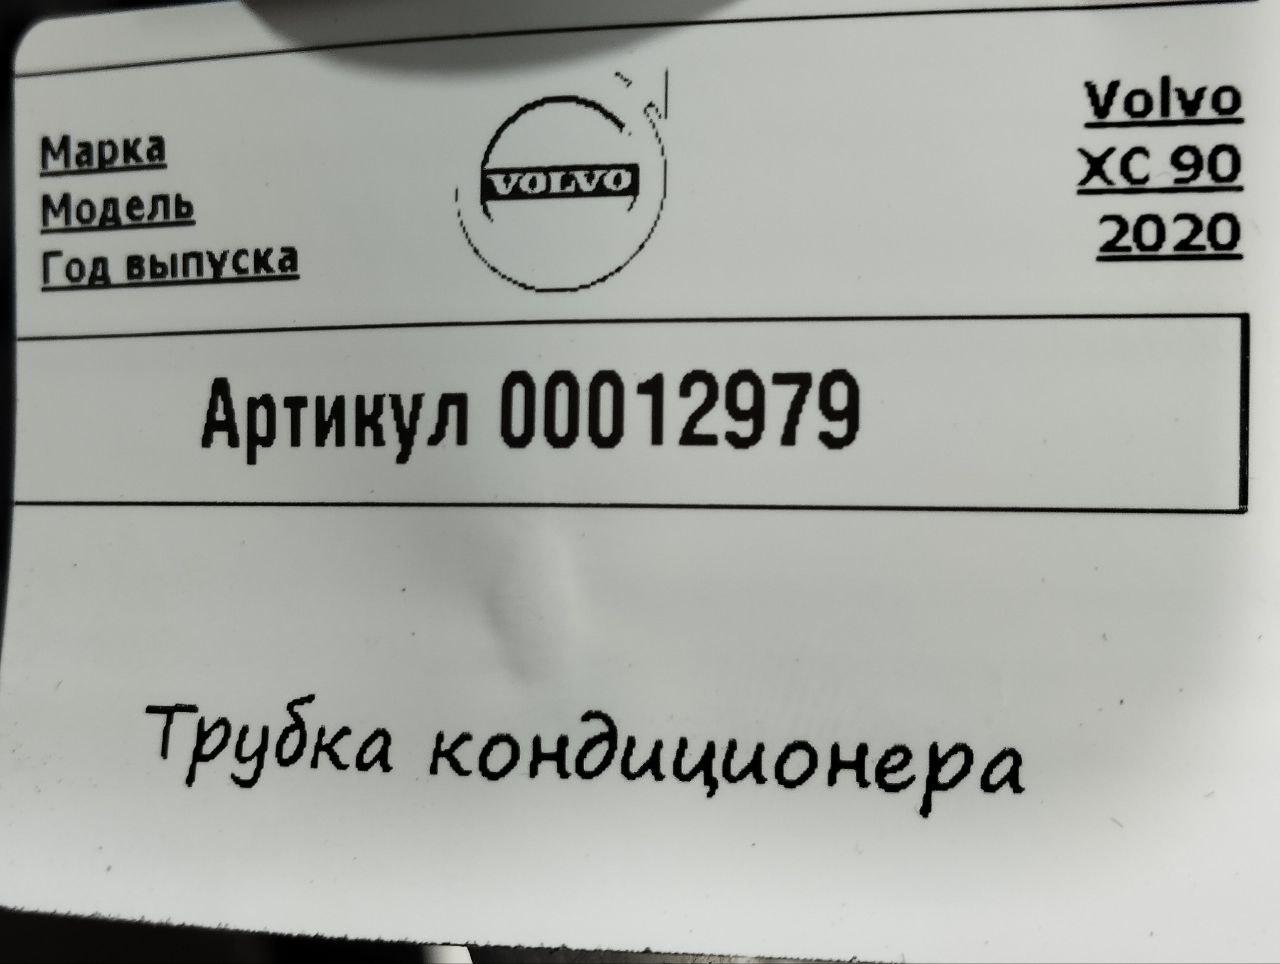 Марка
Volvo
Модель
XC 90
Год выпуска
2020
VOLVO
Артикул 00012979
Трубка кондиционера